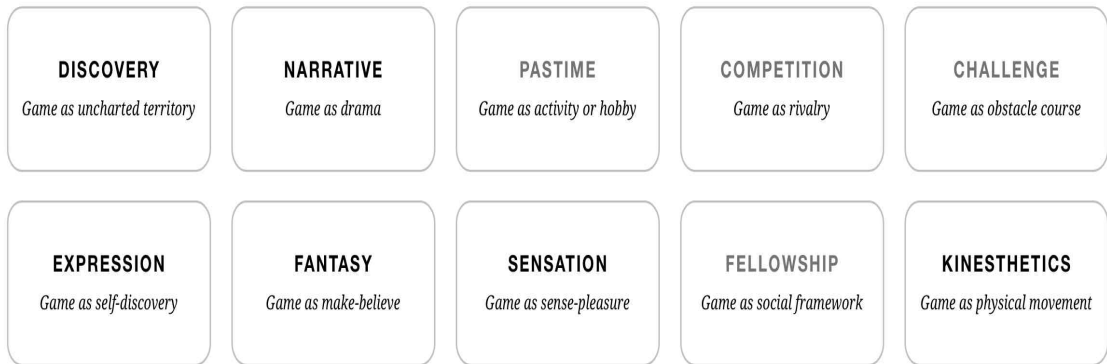 DISCOVERY
Game as uncharted territory
NARRATIVE
Game as drama
PASTIME
Game as activity or hobby
COMPETITION
Game as rivalry
CHALLENGE
Game as obstacle course
EXPRESSION
Game as self-discovery
FANTASY
Game as make-believe
SENSATION
Game as sense-pleasure
FELLOWSHIP
Game as social framework
KINESTHETICS
Game as physical movement